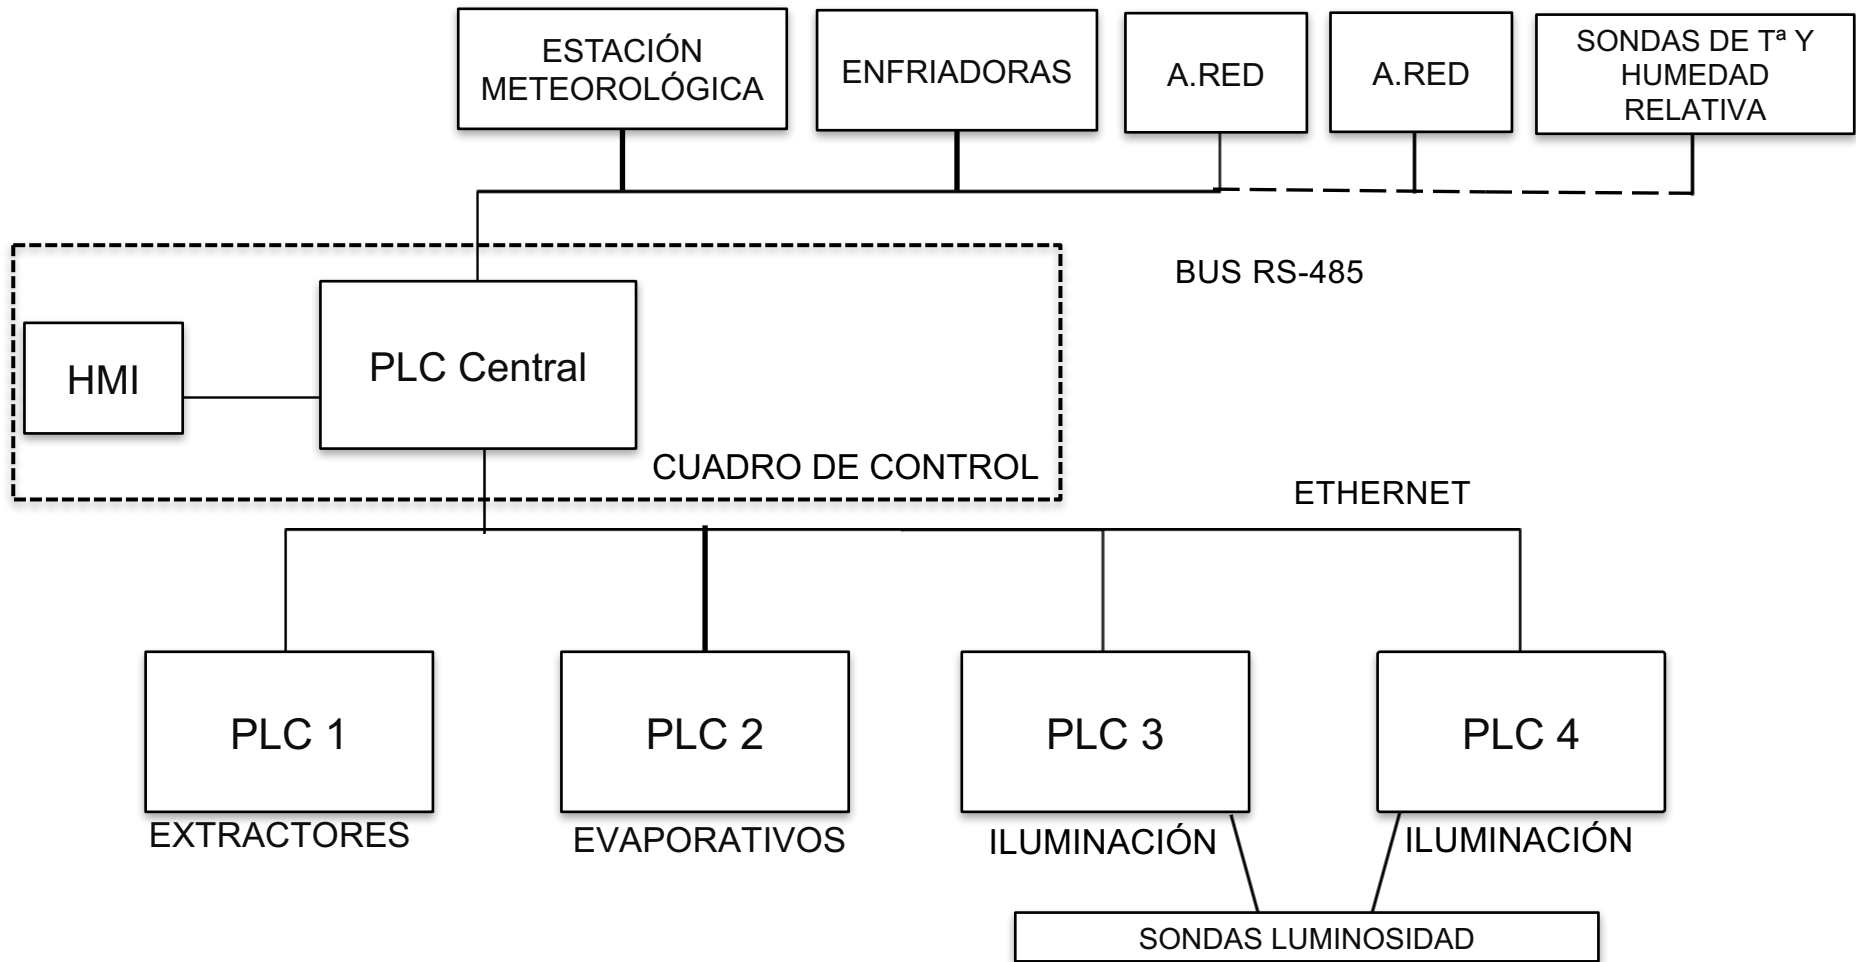 ESTACIÓN
METEOROLÓGICA
ENFRIADORAS
A.RED
A.RED
SONDAS DE Tª Y
HUMEDAD
RELATIVA
BUS RS-485
HMI
PLC Central
CUADRO DE CONTROL
ETHERNET
PLC 1
PLC 2
PLC 3
PLC 4
EXTRACTORES
EVAPORATIVOS
ILUMINACIÓN
ILUMINACIÓN
SONDAS LUMINOSIDAD